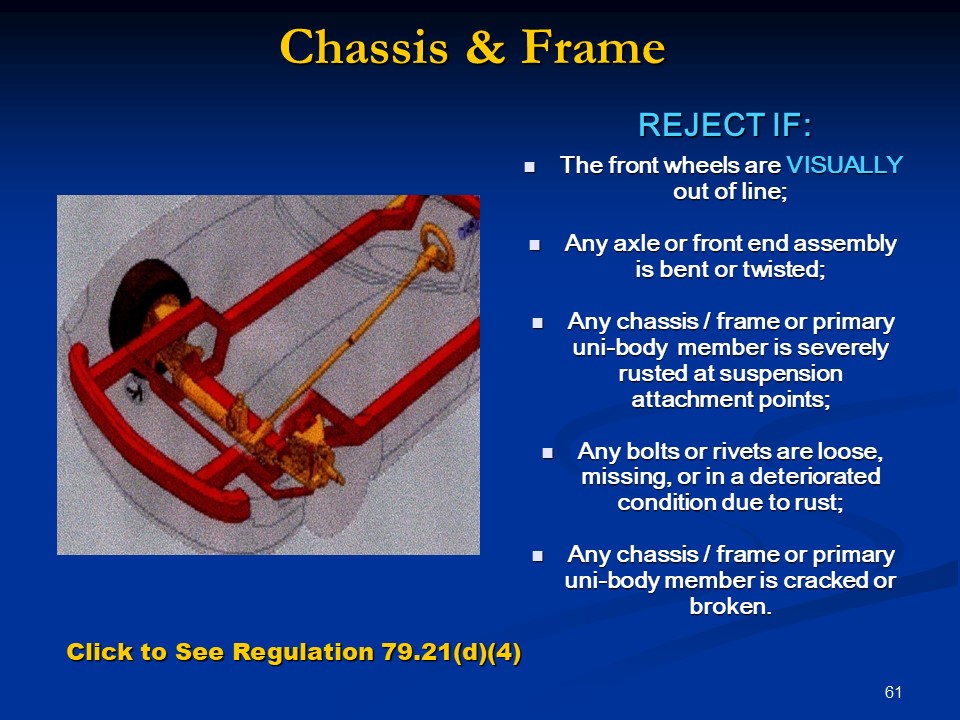 Chassis & Frame
REJECT IF:
■ The front wheels are VISUALLY
out of line;
■ Any axle or front end assembly
is bent or twisted;
■ Any chassis / frame or primary
uni-body member is severely
rusted at suspension
attachment points;
■ Any bolts or rivets are loose,
missing, or in a deteriorated
condition due to rust;
■ Any chassis / frame or primary
uni-body member is cracked or
broken.
Click to See Regulation 79.21(d)(4)
61